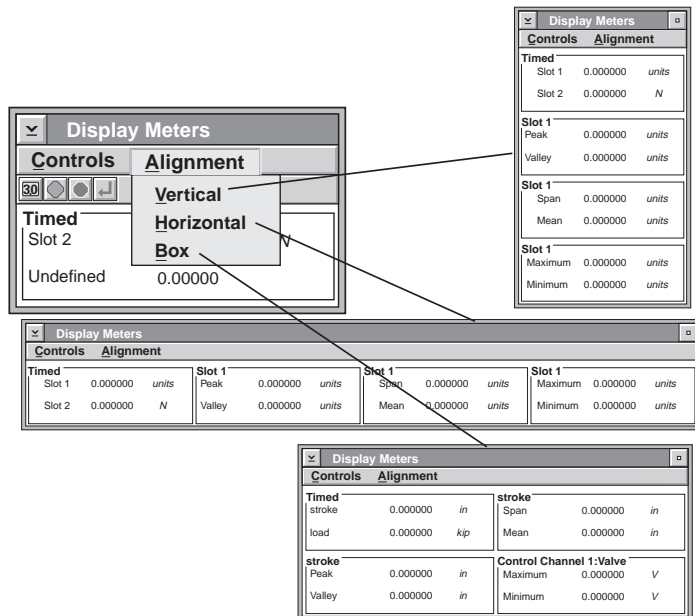 Display Meters
Controls Alignment
Timed
Slot 1 0.000000 units
Slot 2 0.000000 N
Slot 1
Peak 0.000000 units
Valley 0.000000 units
Slot 1
Span 0.000000 units
Mean 0.000000 units
Slot 1
Maximum 0.000000 units
Minimum 0.000000 units
Display Meters
Controls Alignment
30
Vertical
Horizontal
Box
Timed
Slot 2 N
Undefined 0.00000
Display Meters
Controls Alignment
Timed Slot 1 Slot 1 Slot 1
Slot 1 0.000000 units Peak 0.000000 units Span 0.000000 units Maximum 0.000000 units
Slot 2 0.000000 N Valley 0.000000 units Mean 0.000000 units Minimum 0.000000 units
Display Meters
Controls Alignment
Timed stroke
stroke 0.000000 in Span 0.000000 in
load 0.000000 kip Mean 0.000000 in
stroke Control Channel 1:Valve
Peak 0.000000 in Maximum 0.000000 V
Valley 0.000000 in Minimum 0.000000 V